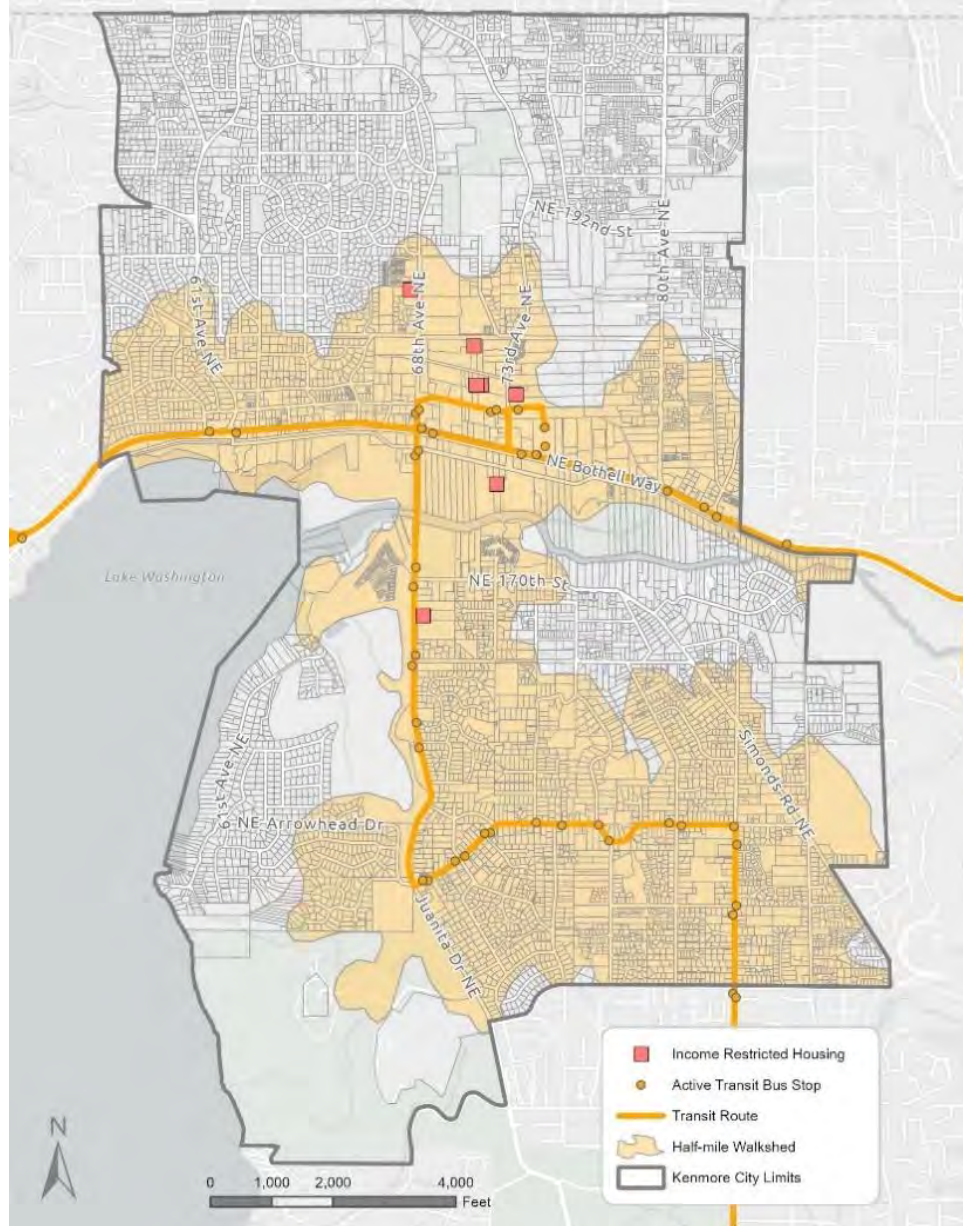 NE 192nd St
80th Ave NE
61st Ave NE
68th Ave NE
73rd Ave NE
NE Bothell Way
Lake Washington
NE 170th St
61st Ave NE
Simonds Rd NE
NE Arrowhead Dr
Juanita Dr NE
Income Restricted Housing
Active Transit Bus Stop
Transit Route
Half-mile Walkshed
Kenmore City Limits
N
0 1,000 2,000 4,000
Feet